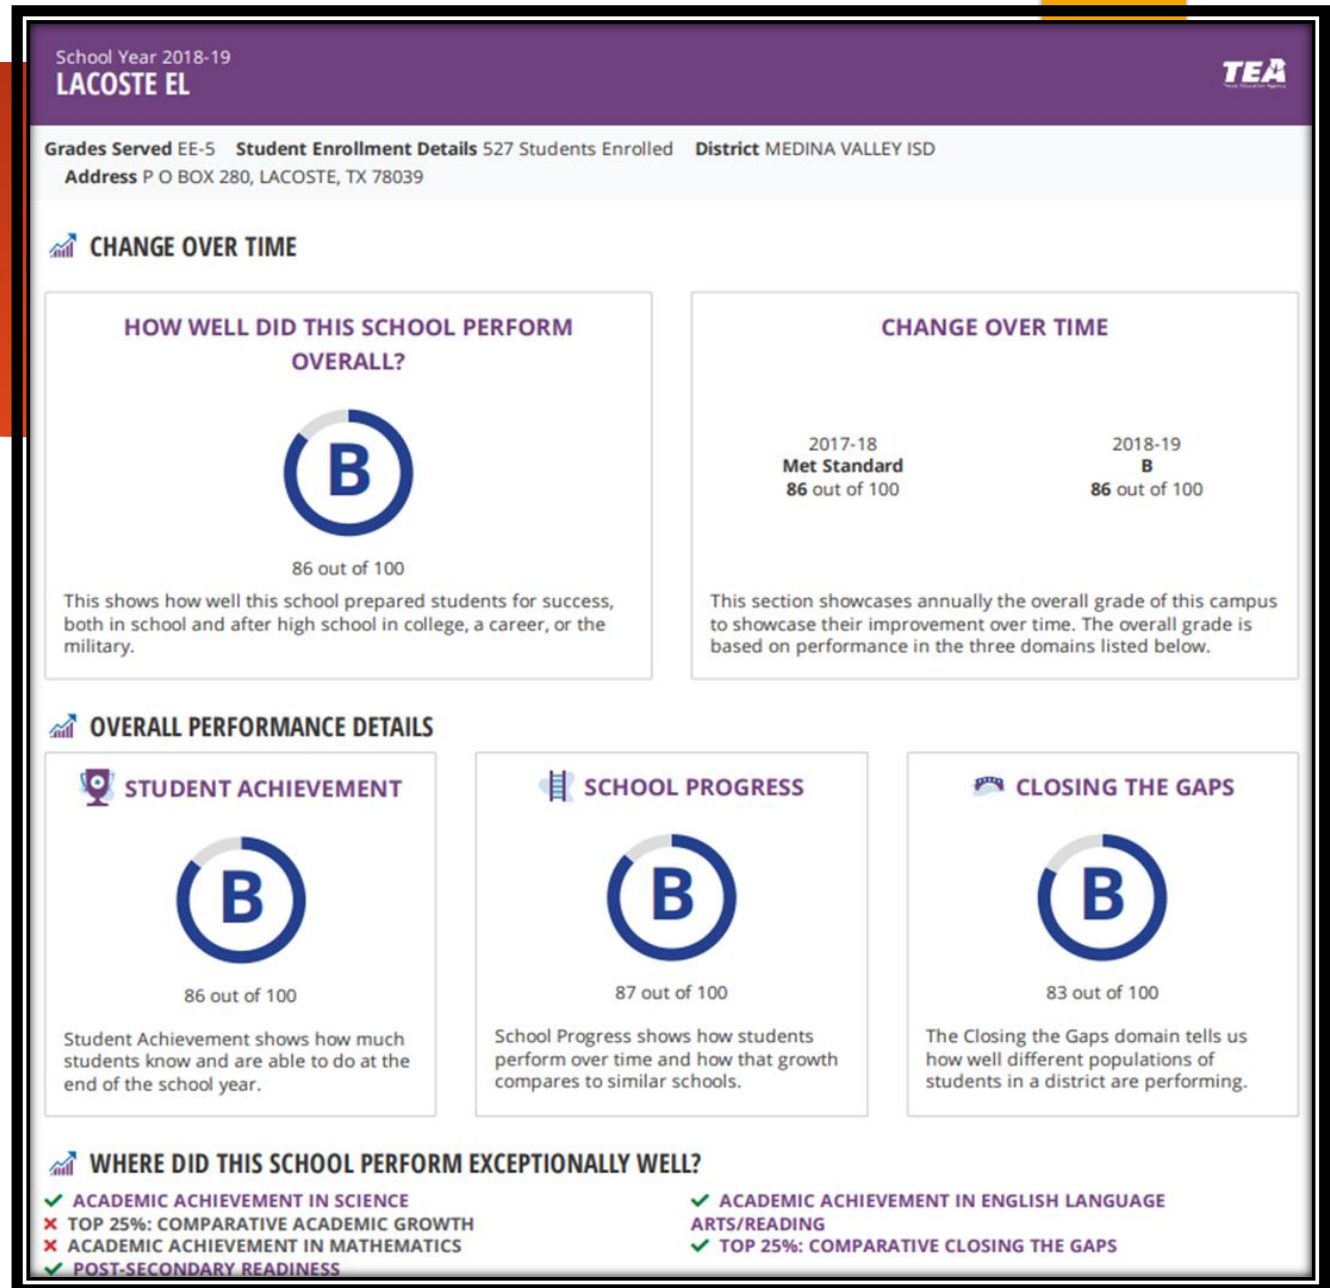 School Year 2018-19
LACOSTE EL
TEA
Grades Served EE-5 Student Enrollment Details 527 Students Enrolled District MEDINA VALLEY ISD
Address P O BOX 280, LACOSTE, TX 78039
CHANGE OVER TIME
HOW WELL DID THIS SCHOOL PERFORM
OVERALL?
B
86 out of 100
This shows how well this school prepared students for success,
both in school and after high school in college, a career, or the
military.
CHANGE OVER TIME
2017-18
Met Standard
86 out of 100
2018-19
B
86 out of 100
This section showcases annually the overall grade of this campus
to showcase their improvement over time. The overall grade is
based on performance in the three domains listed below.
OVERALL PERFORMANCE DETAILS
STUDENT ACHIEVEMENT
B
86 out of 100
Student Achievement shows how much
students know and are able to do at the
end of the school year.
SCHOOL PROGRESS
B
87 out of 100
School Progress shows how students
perform over time and how that growth
compares to similar schools.
CLOSING THE GAPS
B
83 out of 100
The Closing the Gaps domain tells us
how well different populations of
students in a district are performing.
WHERE DID THIS SCHOOL PERFORM EXCEPTIONALLY WELL?
✓ ACADEMIC ACHIEVEMENT IN SCIENCE
✗ TOP 25%: COMPARATIVE ACADEMIC GROWTH
✗ ACADEMIC ACHIEVEMENT IN MATHEMATICS
✓ POST-SECONDARY READINESS
✓ ACADEMIC ACHIEVEMENT IN ENGLISH LANGUAGE
ARTS/READING
✓ TOP 25%: COMPARATIVE CLOSING THE GAPS